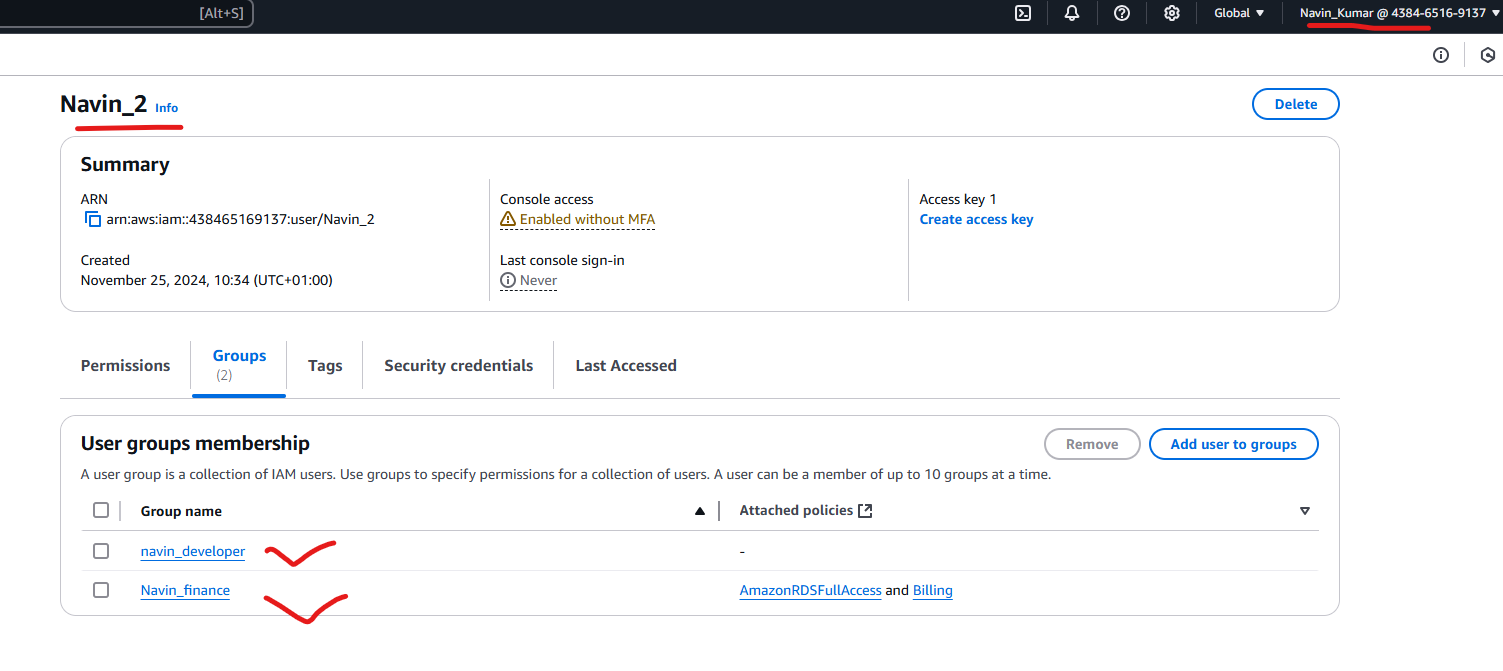 [Alt+S]
Global
Navin_Kumar @ 4384-6516-9137
Navin_2 Info
Delete
Summary
ARN
arn:aws:iam::438465169137:user/Navin_2
Created
November 25, 2024, 10:34 (UTC+01:00)
Console access
Enabled without MFA
Last console sign-in
Never
Access key 1
Create access key
Permissions
Groups
(2)
Tags
Security credentials
Last Accessed
User groups membership
Remove
Add user to groups
A user group is a collection of IAM users. Use groups to specify permissions for a collection of users. A user can be a member of up to 10 groups at a time.
Group name
Attached policies
navin_developer
-
Navin_finance
AmazonRDSFullAccess and Billing